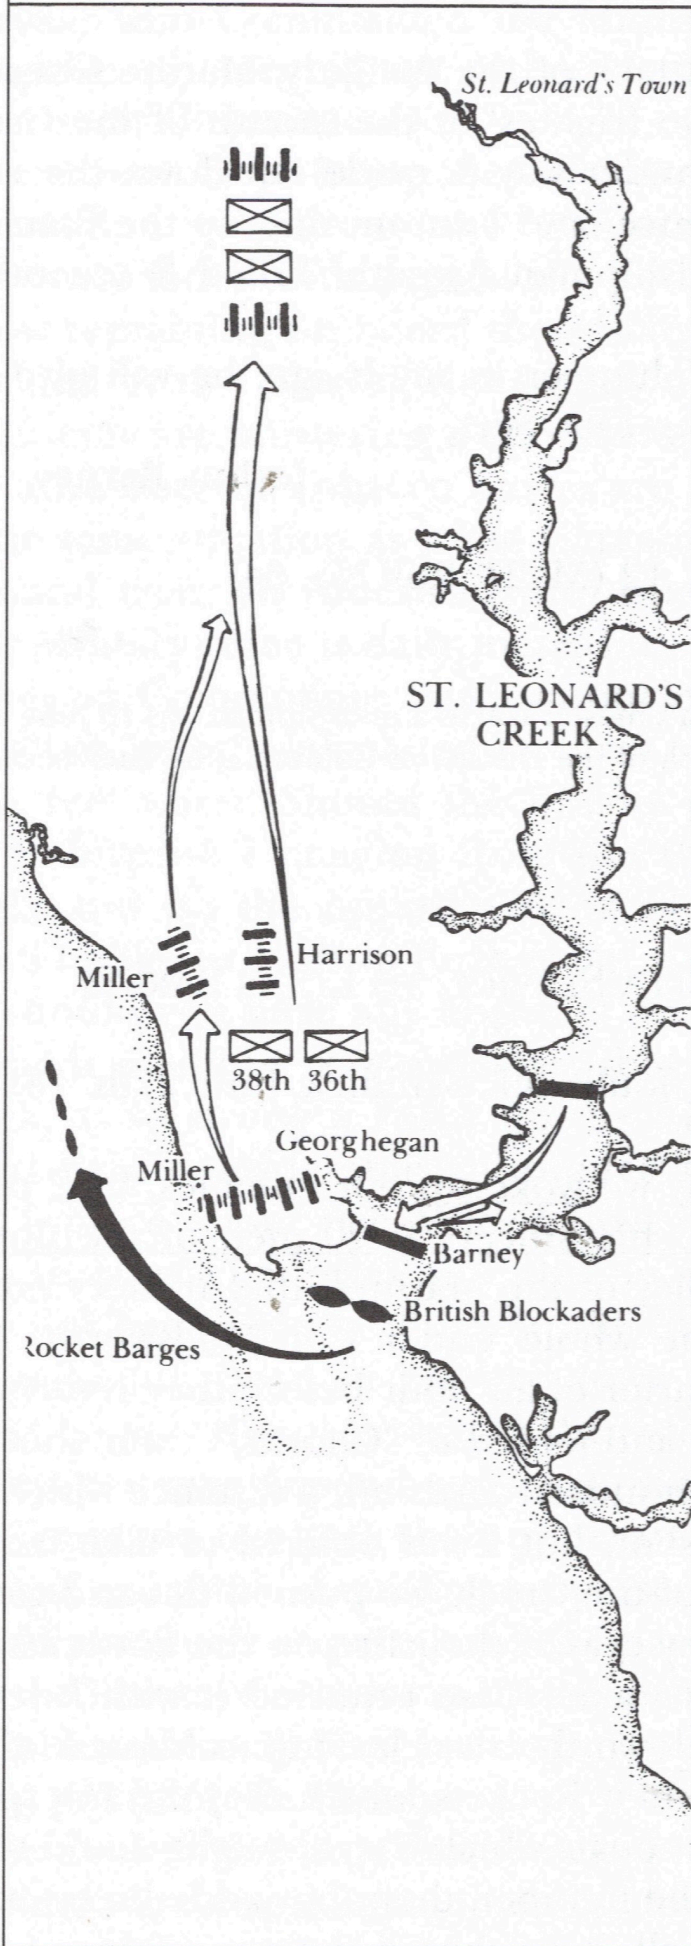 St. Leonard's Town
ST. LEONARD'S
CREEK
Harrison
Miller
38th 36th
Georghegan
Miller
Barney
British Blockaders
Rocket Barges